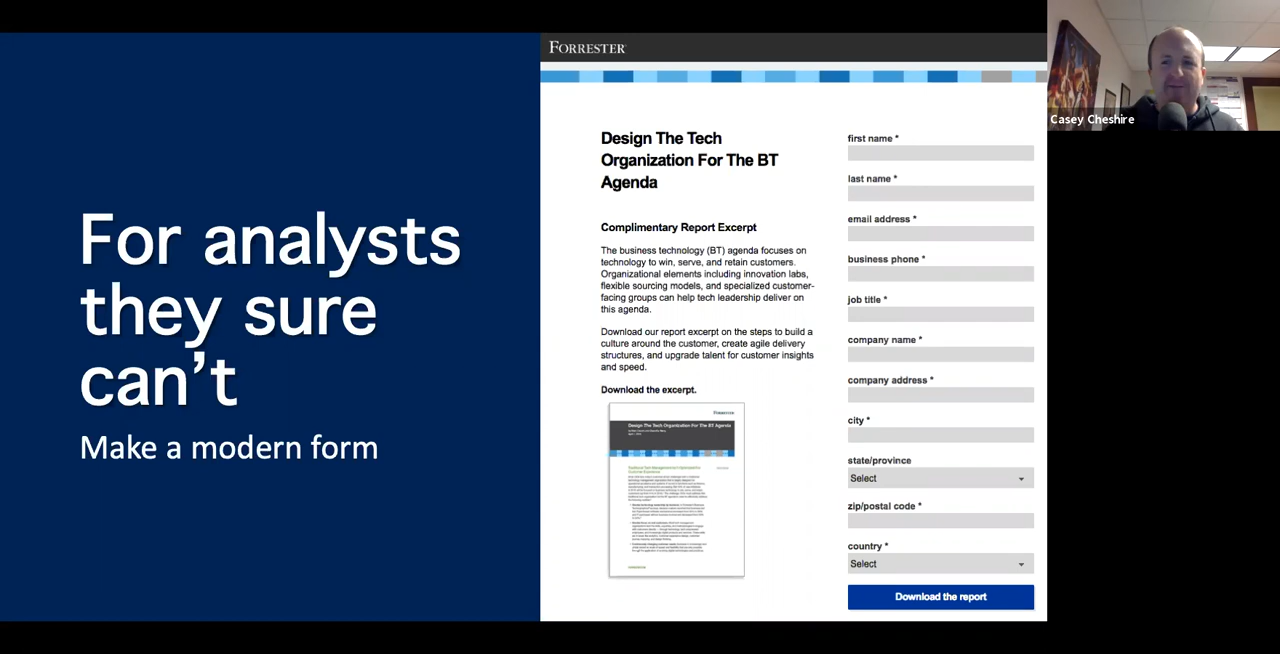 For analysts
they sure
can’t
Make a modern form
FORRESTER
Design The Tech
Organization For The BT
Agenda
Complimentary Report Excerpt
The business technology (BT) agenda focuses on
technology to win, serve, and retain customers.
Organizational elements including innovation labs,
flexible sourcing models, and specialized customer-
facing groups can help tech leadership deliver on
this agenda.
Download our report excerpt on the steps to build a
culture around the customer, create agile delivery
structures, and upgrade talent for customer insights
and speed.
Download the excerpt.
FORRESTER
Design The Tech Organization For The BT Agenda
first name *
last name *
email address *
business phone *
job title *
company name *
company address *
city *
state/province
Select
zip/postal code *
country *
Select
Download the report
Casey Cheshire